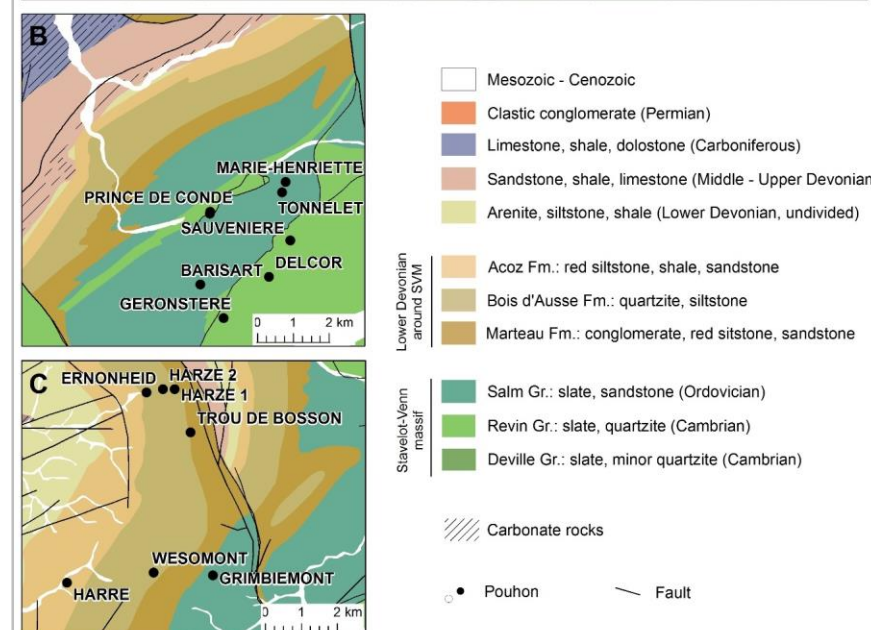 B
MARIE-HENRIETTE
PRINCE DE CONDE
TONNELET
SAUVENIERE
BARISART
DELCOR
GERONSTERE
0 1 2 km
C
ERNONHEID
HARZE 2
HARZE 1
TROU DE BOSSON
WESOMONT
GRIMBIEMONT
HARRE
0 1 2 km
Mesozoic - Cenozoic
Clastic conglomerate (Permian)
Limestone, shale, dolostone (Carboniferous)
Sandstone, shale, limestone (Middle - Upper Devonian
Arenite, siltstone, shale (Lower Devonian, undivided)
Lower Devonian
around SVM
Acoz Fm.: red siltstone, shale, sandstone
Bois d'Ausse Fm.: quartzite, siltstone
Marteau Fm.: conglomerate, red sitstone, sandstone
Stavelot-Venn
massif
Salm Gr.: slate, sandstone (Ordovician)
Revin Gr.: slate, quartzite (Cambrian)
Deville Gr.: slate, minor quartzite (Cambrian)
Carbonate rocks
Pouhon
Fault